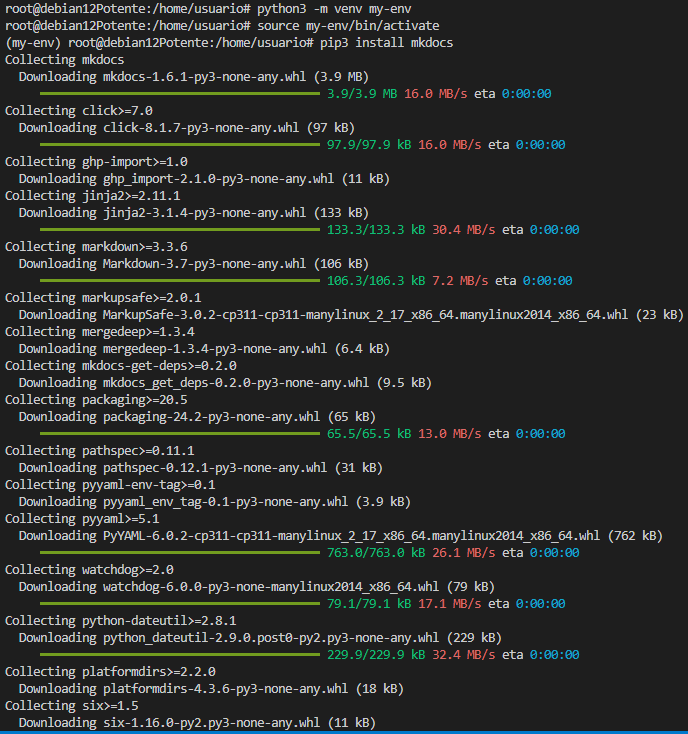 root@debian12Potente:/home/usuario# python3 -m venv my-env
root@debian12Potente:/home/usuario# source my-env/bin/activate
(my-env) root@debian12Potente:/home/usuario# pip3 install mkdocs
Collecting mkdocs
  Downloading mkdocs-1.6.1-py3-none-any.whl (3.9 MB)
3.9/3.9 MB 16.0 MB/s eta 0:00:00
Collecting click>=7.0
  Downloading click-8.1.7-py3-none-any.whl (97 kB)
97.9/97.9 kB 16.0 MB/s eta 0:00:00
Collecting ghp-import>=1.0
  Downloading ghp_import-2.1.0-py3-none-any.whl (11 kB)
Collecting jinja2>=2.11.1
  Downloading jinja2-3.1.4-py3-none-any.whl (133 kB)
133.3/133.3 kB 30.4 MB/s eta 0:00:00
Collecting markdown>=3.3.6
  Downloading Markdown-3.7-py3-none-any.whl (106 kB)
106.3/106.3 kB 7.2 MB/s eta 0:00:00
Collecting markupsafe>=2.0.1
  Downloading MarkupSafe-3.0.2-cp311-cp311-manylinux_2_17_x86_64.manylinux2014_x86_64.whl (23 kB)
Collecting mergedeep>=1.3.4
  Downloading mergedeep-1.3.4-py3-none-any.whl (6.4 kB)
Collecting mkdocs-get-deps>=0.2.0
  Downloading mkdocs_get_deps-0.2.0-py3-none-any.whl (9.5 kB)
Collecting packaging>=20.5
  Downloading packaging-24.2-py3-none-any.whl (65 kB)
65.5/65.5 kB 13.0 MB/s eta 0:00:00
Collecting pathspec>=0.11.1
  Downloading pathspec-0.12.1-py3-none-any.whl (31 kB)
Collecting pyyaml-env-tag>=0.1
  Downloading pyyaml_env_tag-0.1-py3-none-any.whl (3.9 kB)
Collecting pyyaml>=5.1
  Downloading PyYAML-6.0.2-cp311-cp311-manylinux_2_17_x86_64.manylinux2014_x86_64.whl (762 kB)
763.0/763.0 kB 26.1 MB/s eta 0:00:00
Collecting watchdog>=2.0
  Downloading watchdog-6.0.0-py3-none-manylinux2014_x86_64.whl (79 kB)
79.1/79.1 kB 17.1 MB/s eta 0:00:00
Collecting python-dateutil>=2.8.1
  Downloading python_dateutil-2.9.0.post0-py2.py3-none-any.whl (229 kB)
229.9/229.9 kB 32.4 MB/s eta 0:00:00
Collecting platformdirs>=2.2.0
  Downloading platformdirs-4.3.6-py3-none-any.whl (18 kB)
Collecting six>=1.5
  Downloading six-1.16.0-py2.py3-none-any.whl (11 kB)